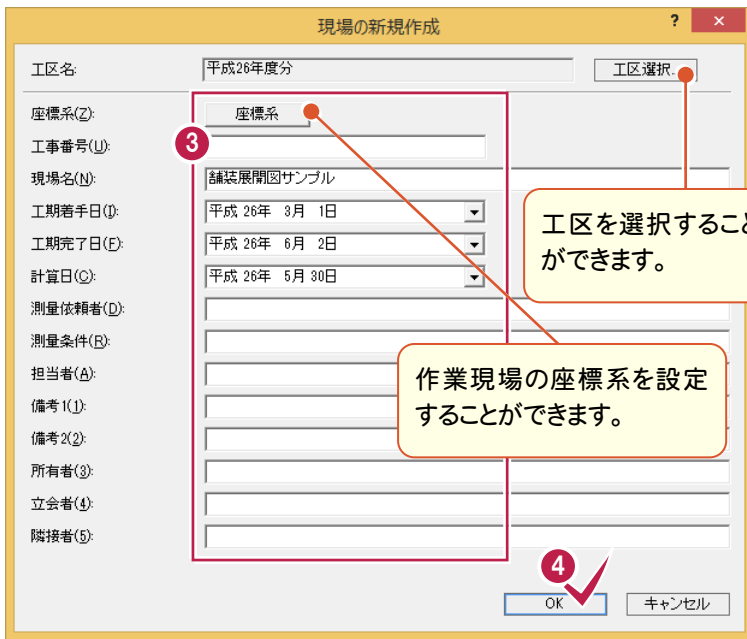 現場の新規作成
? ×
工区名: 平成26年度分 工区選択...
座標系(Z): 座標系
3
工事番号(U):
現場名(N): 舗装展開図サンプル
工期着手日(I): 平成 26年 3月 1日
工期完了日(F): 平成 26年 6月 2日
計算日(C): 平成 26年 5月 30日
工区を選択すること
ができます。
測量依頼者(D):
測量条件(R):
担当者(A):
作業現場の座標系を設定
することができます。
備考1(1):
備考2(2):
所有者(3):
立会者(4):
隣接者(5):
4
OK キャンセル